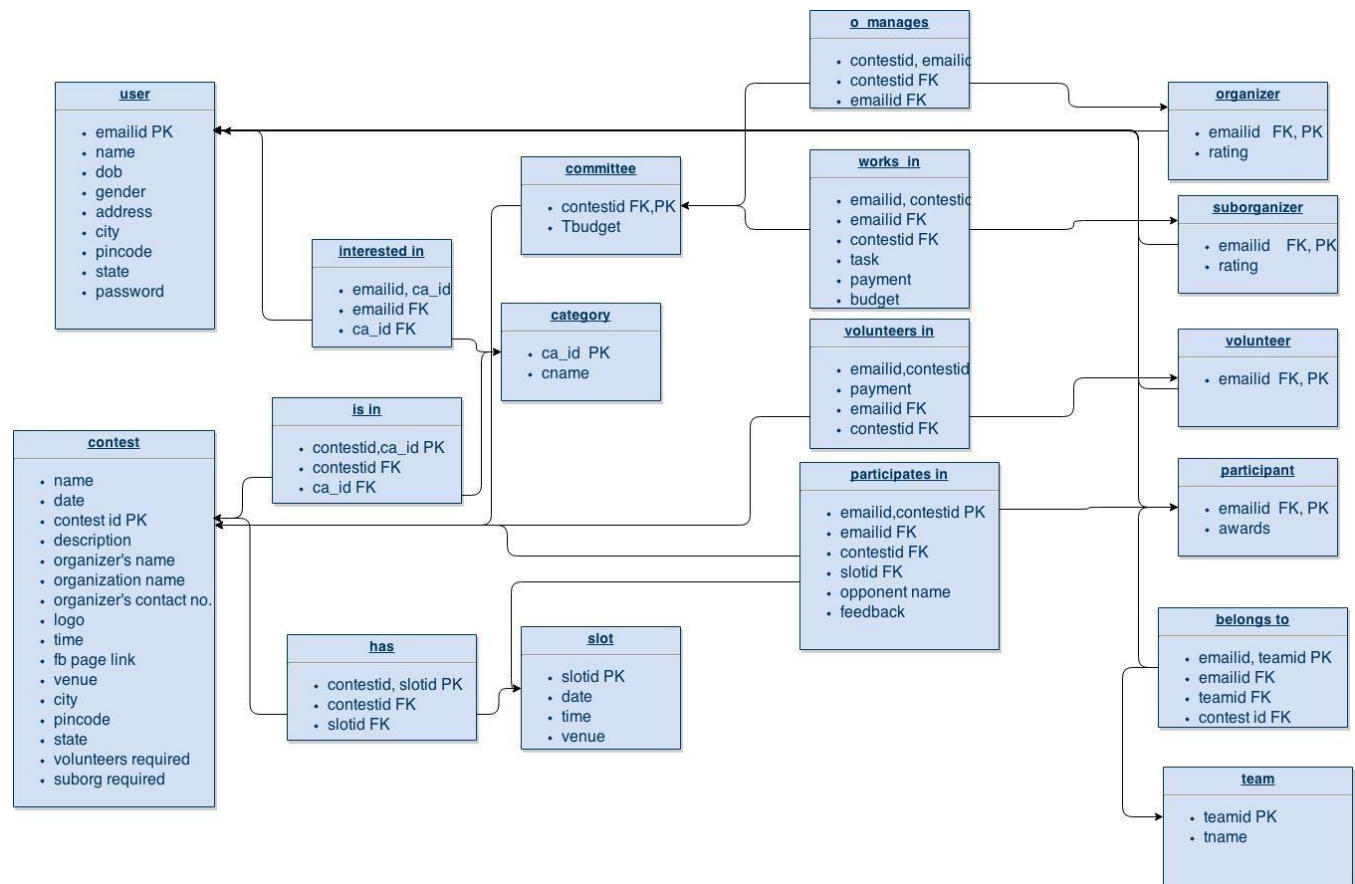 user
emailid PK
name
dob
gender
address
city
pincode
state
password
contest
name
date
contest id PK
description
organizer's name
organization name
organizer's contact no.
logo
time
fb page link
venue
city
pincode
state
volunteers required
suborg required
interested in
emailid, ca_id
emailid FK
ca_id FK
is in
contestid,ca_id PK
contestid FK
ca_id FK
has
contestid, slotid PK
contestid FK
slotid FK
committee
contestid FK,PK
Tbudget
category
ca_id PK
cname
slot
slotid PK
date
time
venue
o_manages
contestid, emailid
contestid FK
emailid FK
works_in
emailid, contestid
emailid FK
contestid FK
task
payment
budget
volunteers in
emailid,contestid
payment
emailid FK
contestid FK
participates in
emailid,contestid PK
emailid FK
contestid FK
slotid FK
opponent name
feedback
organizer
emailid FK, PK
rating
suborganizer
emailid FK, PK
rating
volunteer
emailid FK, PK
participant
emailid FK, PK
awards
belongs to
emailid, teamid PK
emailid FK
teamid FK
contest id FK
team
teamid PK
tname